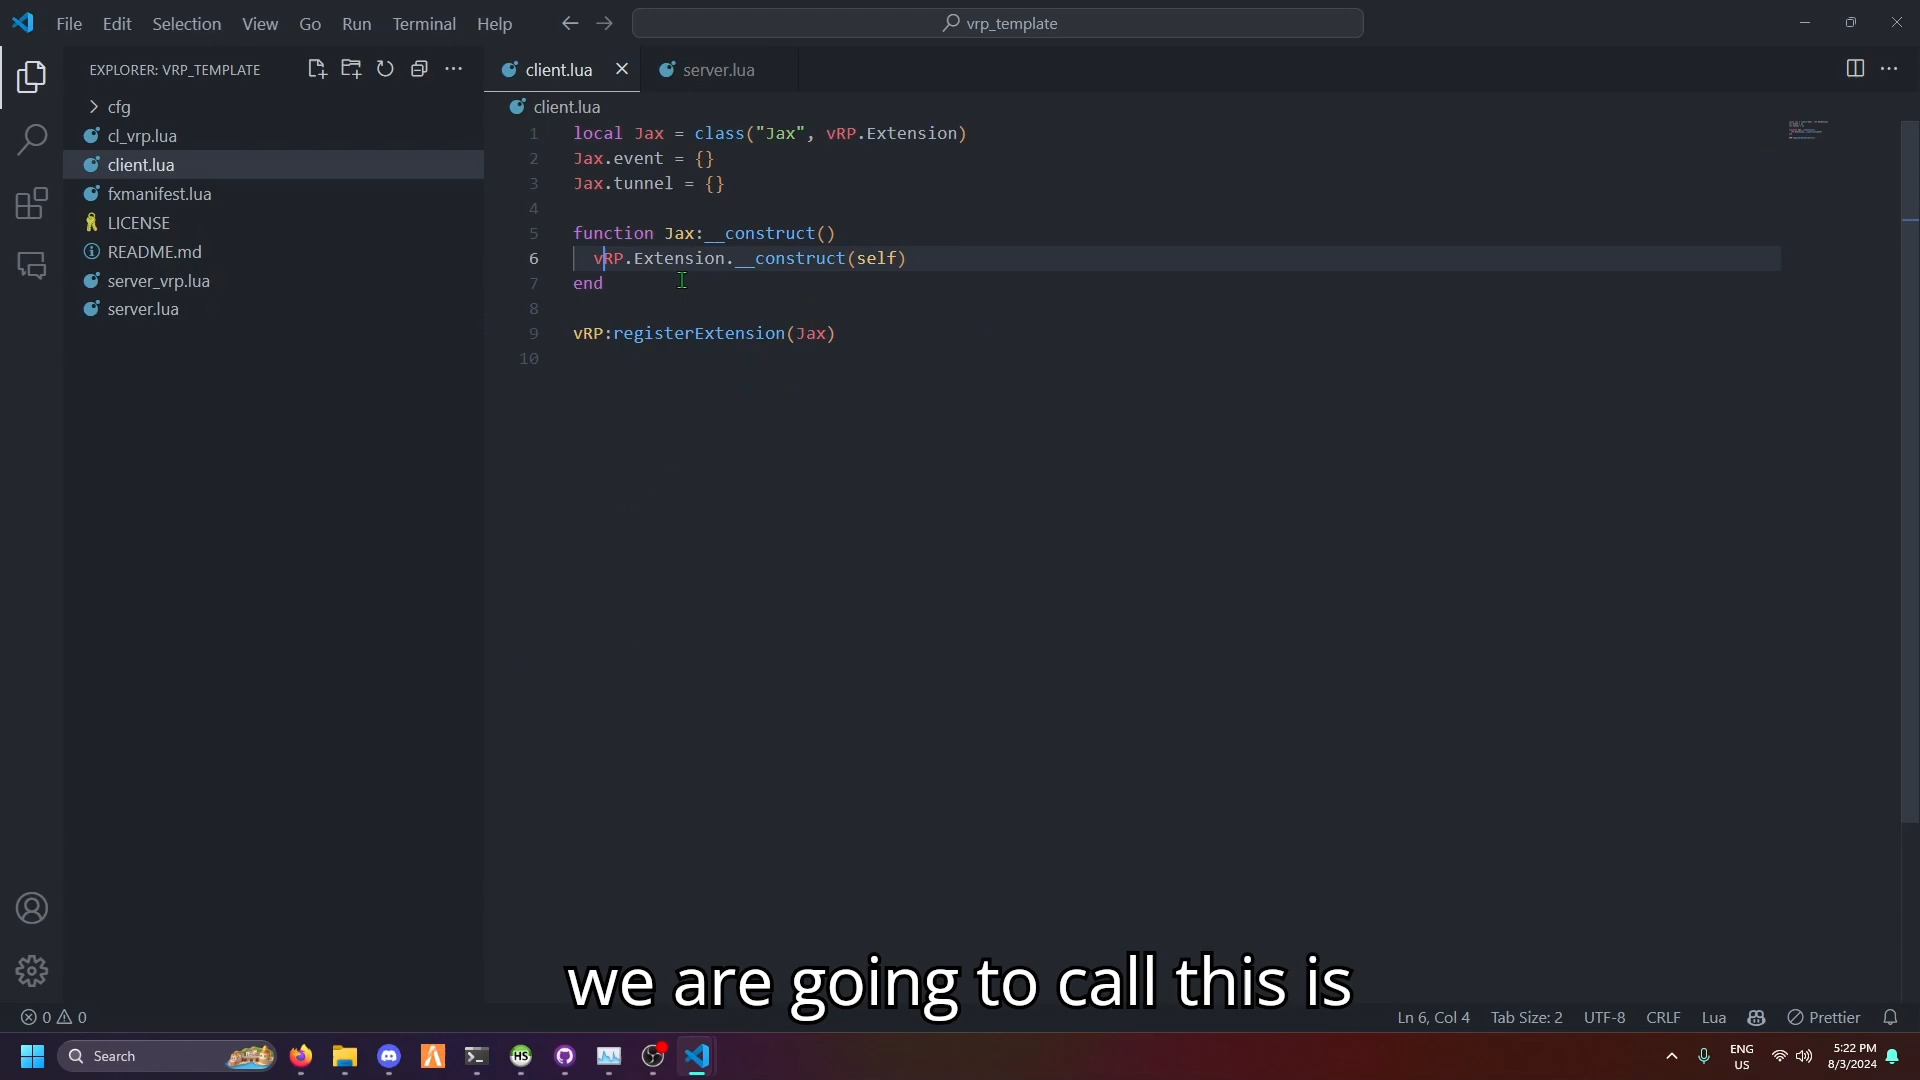 File Edit Selection View Go Run Terminal Help
vrp_template
EXPLORER: VRP_TEMPLATE
cfg
cl_vrp.lua
client.lua
fxmanifest.lua
LICENSE
README.md
server_vrp.lua
server.lua
client.lua
server.lua
client.lua
1 local Jax = class("Jax", vRP.Extension)
2 Jax.event = {}
3 Jax.tunnel = {}
4
5 function Jax:__construct()
6 vRP.Extension.__construct(self)
7 end
8
9 vRP:registerExtension(Jax)
10
we are going to call this is
0 0
Ln 6, Col 4 Tab Size: 2 UTF-8 CRLF Lua Prettier
Search
HS
ENG
US
5:22 PM
8/3/2024